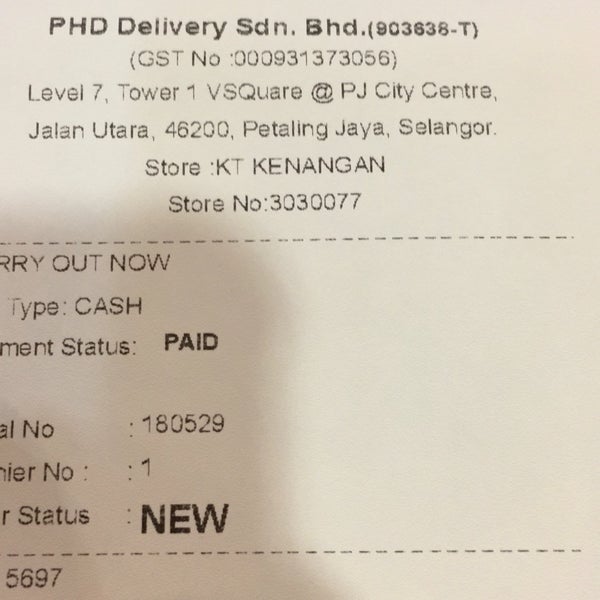 PHD Delivery Sdn. Bhd.(903638-T)
(GST No :000931373056)
Level 7, Tower 1 VSQuare @ PJ City Centre,
Jalan Utara, 46200, Petaling Jaya, Selangor.
Store :KT KENANGAN
Store No:3030077
RRY OUT NOW
Type: CASH
ment Status: PAID
al No : 180529
hier No : : 1
r Status : NEW
5697